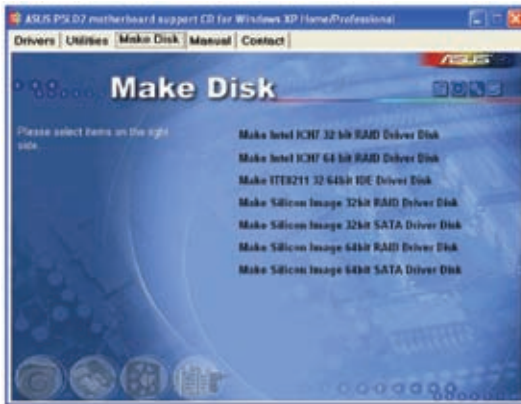 ASUS P5LD2 motherboard support CD for Windows XP Home/Professional
Drivers Utilities Make Disk Manual Contact
ASUS
Make Disk
Please select items on the right
side.
Make Intel ICH7 32 bit RAID Driver Disk
Make Intel ICH7 64 bit RAID Driver Disk
Make ITE8211 32 64bit IDE Driver Disk
Make Silicon Image 32bit RAID Driver Disk
Make Silicon Image 32bit SATA Driver Disk
Make Silicon Image 64bit RAID Driver Disk
Make Silicon Image 64bit SATA Driver Disk